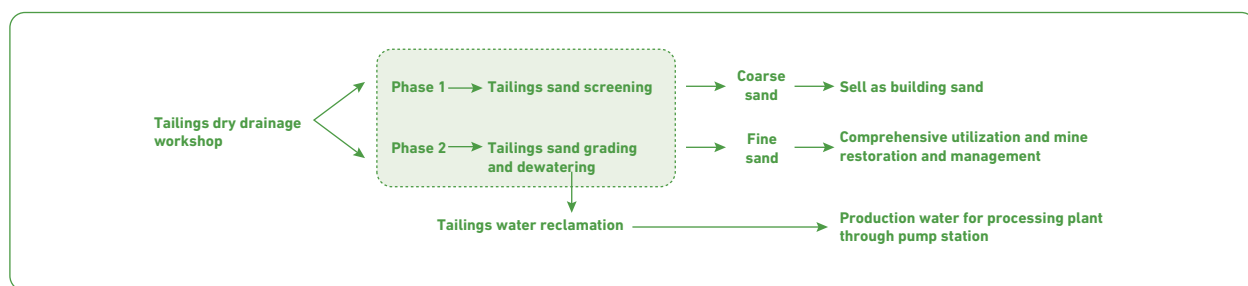 Tailings dry drainage
workshop
Phase 1
Tailings sand screening
Coarse
sand
Sell as building sand
Phase 2
Tailings sand grading
and dewatering
Fine
sand
Comprehensive utilization and mine
restoration and management
Tailings water reclamation
Production water for processing plant
through pump station